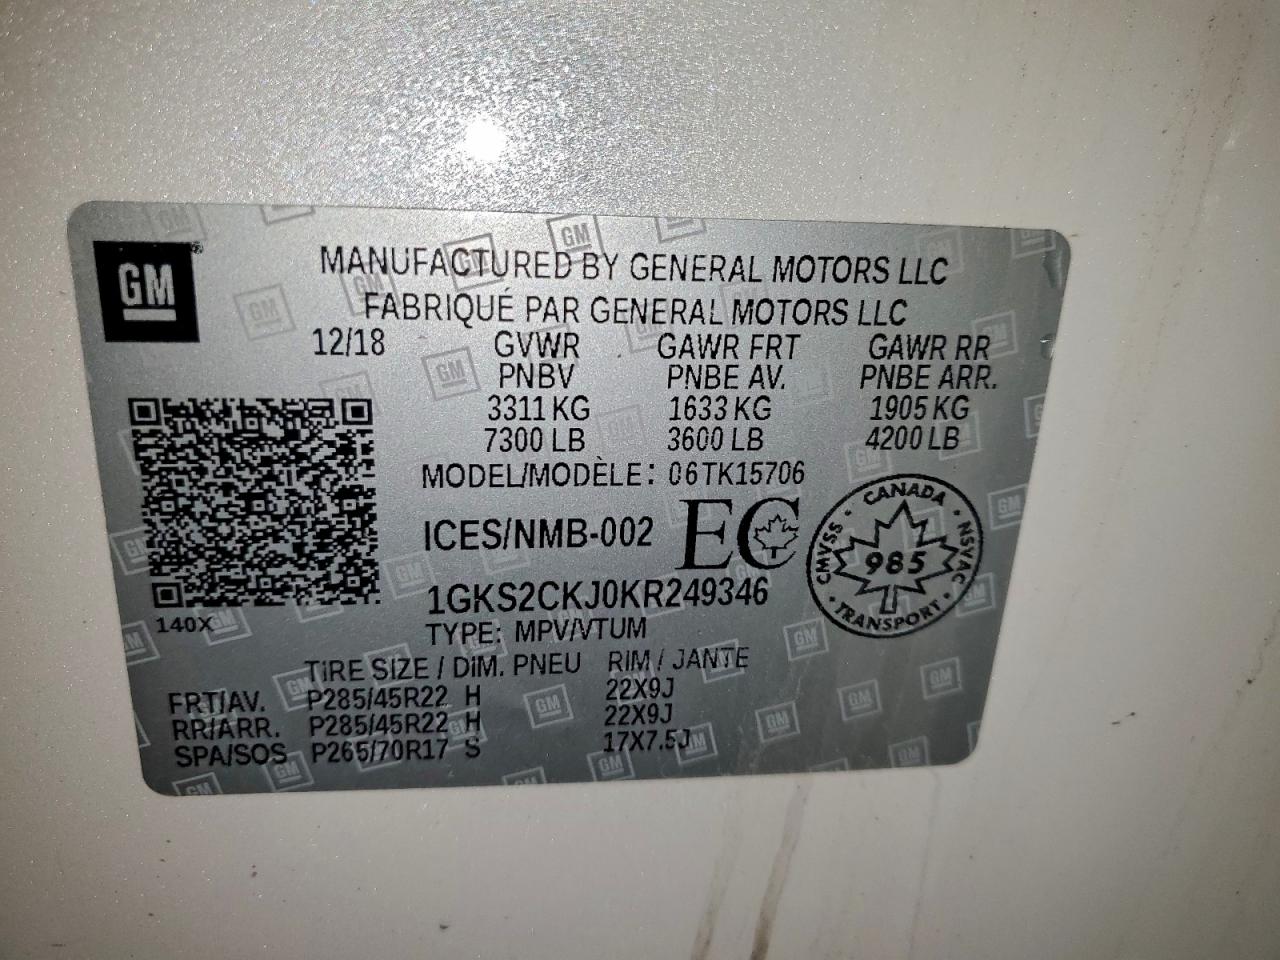 GM
MANUFACTURED BY GENERAL MOTORS LLC
FABRIQUÉ PAR GENERAL MOTORS LLC
12/18 GVWR GAWR FRT GAWR RR
PNBV PNBE AV. PNBE ARR.
3311 KG 1633 KG 1905 KG
7300 LB 3600 LB 4200 LB
MODEL/MODÈLE: 06TK15706
ICES/NMB-002 EC
CANADA
CMVSS 985 NSVAC
TRANSPORT
1GKS2CKJ0KR249346
140X
TYPE: MPV/VTUM
TIRE SIZE / DIM. PNEU RIM / JANTE
FRT/AV. P285/45R22 H 22X9J
RR/ARR. P285/45R22 H 22X9J
SPA/SOS P265/70R17 S 17X7.5J